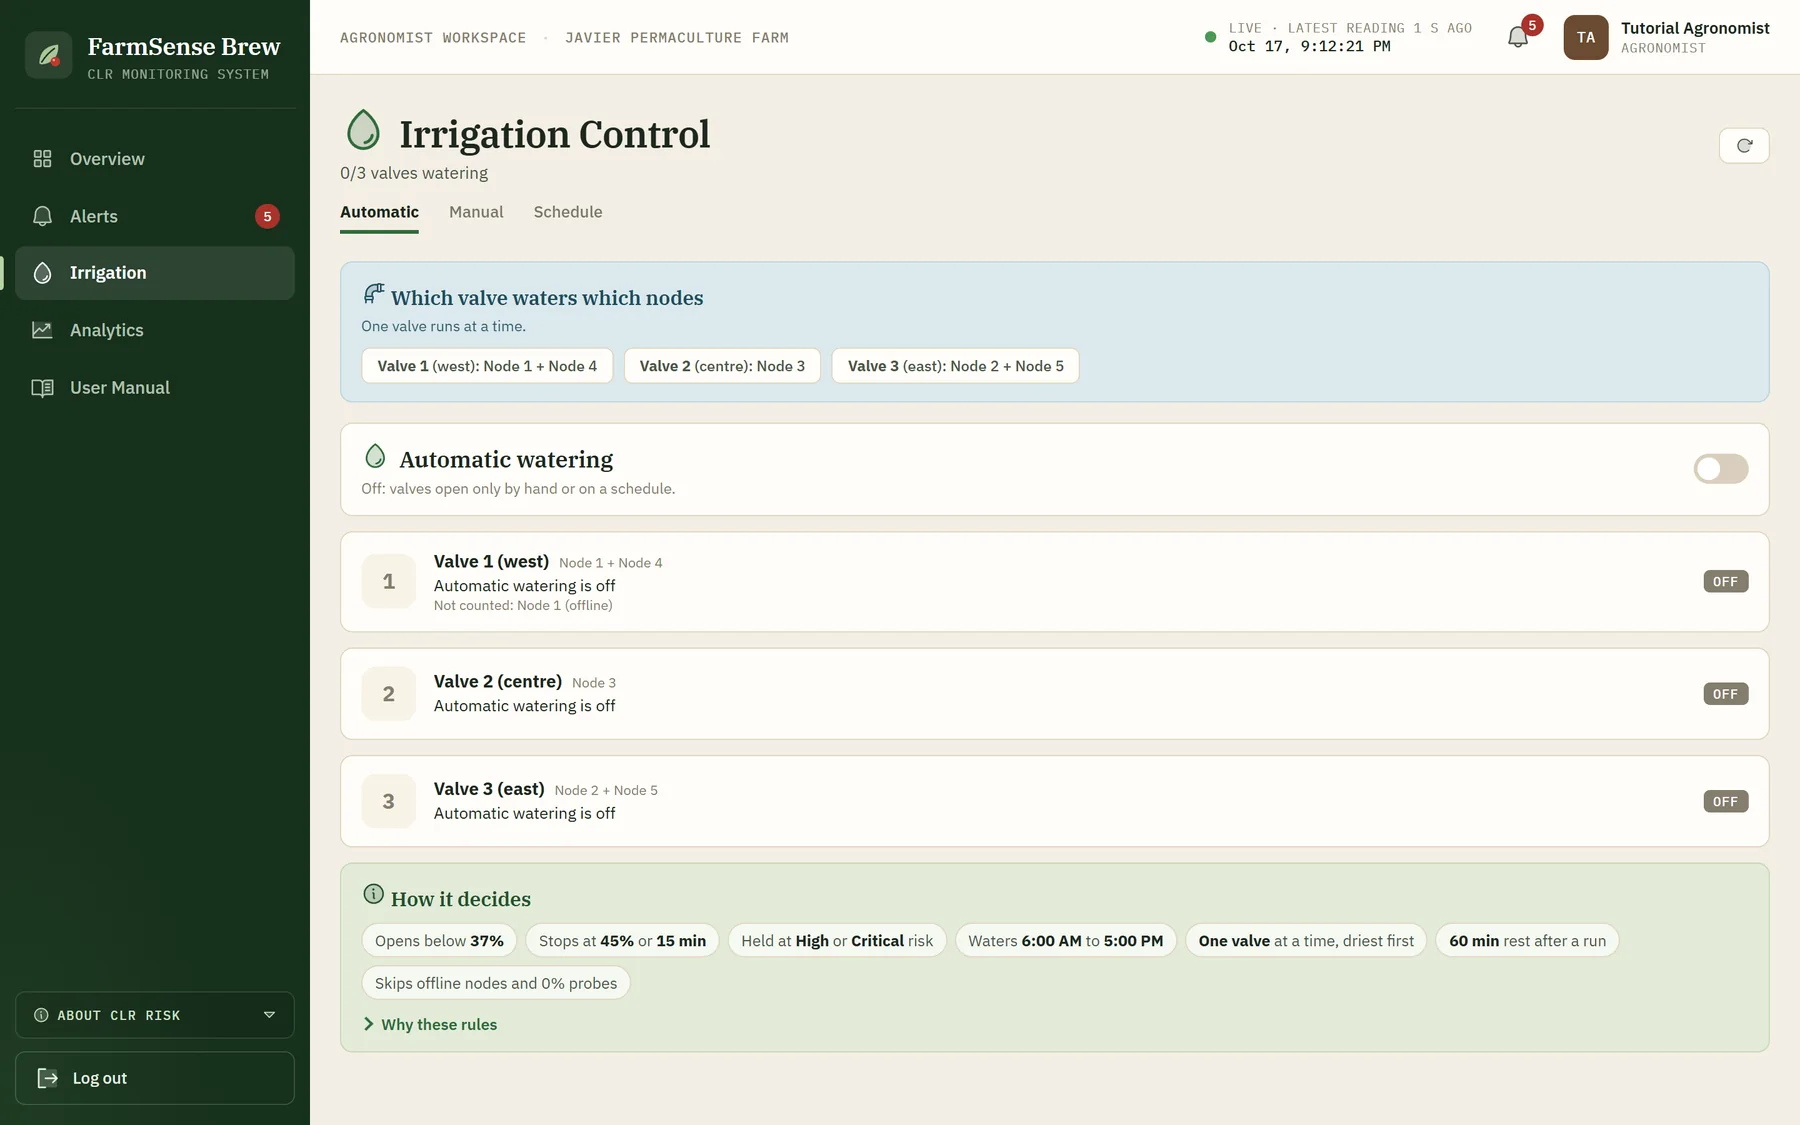 FarmSense Brew
CLR MONITORING SYSTEM
Overview
Alerts
5
Irrigation
Analytics
User Manual
ABOUT CLR RISK
Log out
AGRONOMIST WORKSPACE · JAVIER PERMACULTURE FARM
LIVE · LATEST READING 1 S AGO
Oct 17, 9:12:21 PM
5
TA
Tutorial Agronomist
AGRONOMIST
Irrigation Control
0/3 valves watering
Automatic
Manual
Schedule
Which valve waters which nodes
One valve runs at a time.
Valve 1 (west): Node 1 + Node 4
Valve 2 (centre): Node 3
Valve 3 (east): Node 2 + Node 5
Automatic watering
Off: valves open only by hand or on a schedule.
1
Valve 1 (west) Node 1 + Node 4
Automatic watering is off
Not counted: Node 1 (offline)
OFF
2
Valve 2 (centre) Node 3
Automatic watering is off
OFF
3
Valve 3 (east) Node 2 + Node 5
Automatic watering is off
OFF
How it decides
Opens below 37%
Stops at 45% or 15 min
Held at High or Critical risk
Waters 6:00 AM to 5:00 PM
One valve at a time, driest first
60 min rest after a run
Skips offline nodes and 0% probes
Why these rules